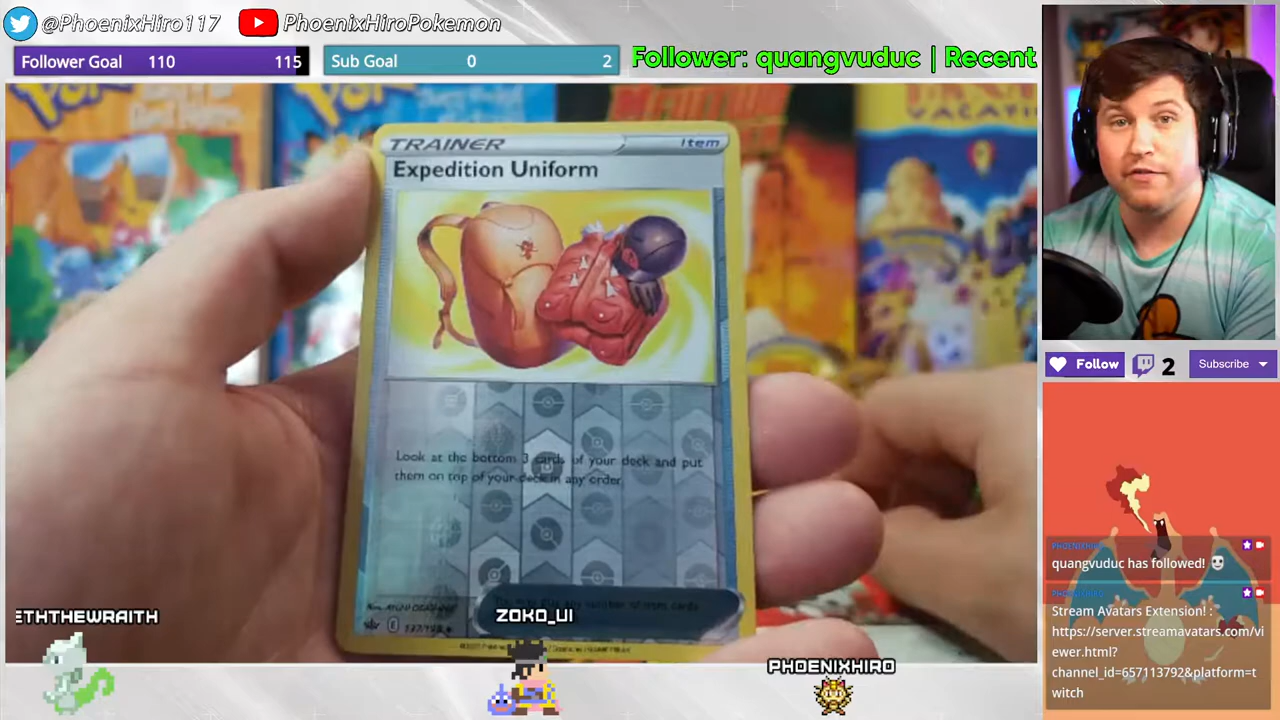 @PhoenixHiro117
PhoenixHiroPokemon
Follower Goal 110 115
Sub Goal 0 2
Follower: quangvuduc | Recent
VACATI
TRAINER Item
Expedition Uniform
Look at the bottom 3 cards of your deck and put
them on top of your deck in any order.
Follow 2 Subscribe
PHOENIXHIRO
quangvuduc has followed!
PHOENIXHIRO
Stream Avatars Extension! :
https://server.streamavatars.com/vi
ewer.html?
channel_id=657113792&platform=t
witch
ETHTHEWRAITH
ZOKO_UI
PHOENIXHIRO